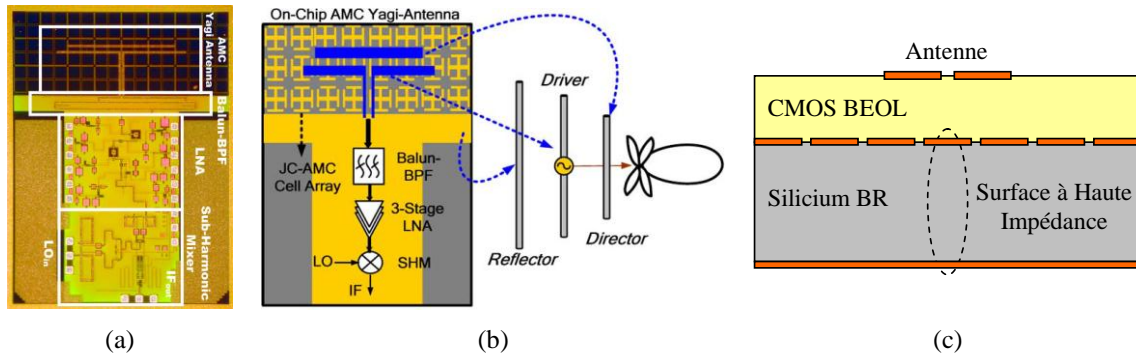 AMC
Yagi Antenna
Balun-BPF
LNA
Sub-Harmonic
Mixer
LOin
IFout
(a)
On-Chip AMC Yagi-Antenna
JC-AMC
Cell Array
Balun-
BPF
3-Stage
LNA
LO
SHM
IF
Driver
Director
Reflector
(b)
Antenne
CMOS BEOL
Silicium BR
Surface à Haute
Impédance
(c)